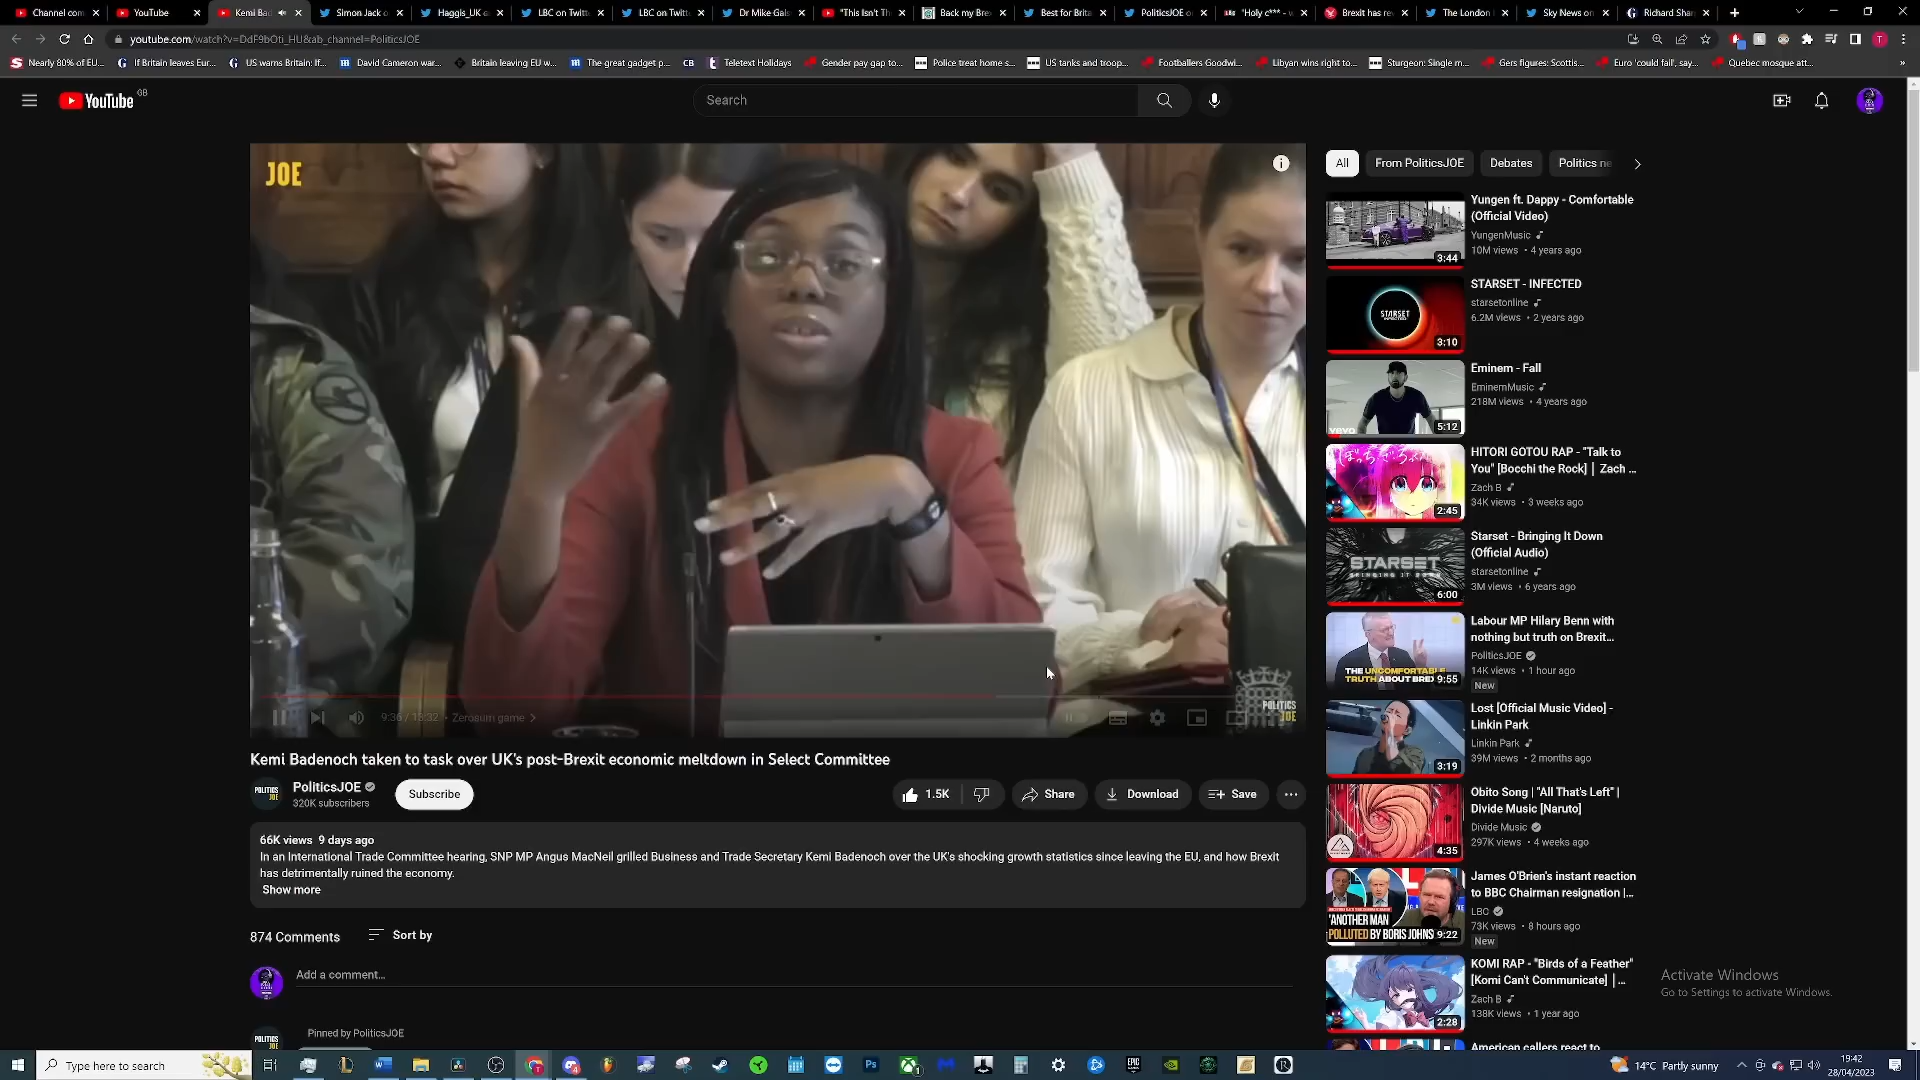 Channel com
YouTube
Kemi Bad
Simon Jack o
Haggis_UK o
LBC on Twitt
LBC on Twitt
Dr Mike Gals
"This Isn't Th
Back my Bre
Best for Brita
PoliticsJOE o
"Holy c*** - w
Brexit has re
The London
Sky News on
Richard Shar
youtube.com/watch?v=DdF9bOti_HU&ab_channel=PoliticsJOE
Nearly 80% of EU...
If Britain leaves Eur...
US warns Britain: If...
David Cameron war...
Britain leaving EU w...
The great gadget p...
CB
Teletext Holidays
Gender pay gap to...
Police treat home s...
US tanks and troop...
Footballers Goodwi...
Libyan wins right to...
Sturgeon: Single m...
Gers figures: Scottis...
Euro 'could fail', say...
Quebec mosque att...
YouTube GB
Search
JOE
POLITICS
JOE
9:36 / 13:32 • Zerosum game
Kemi Badenoch taken to task over UK's post-Brexit economic meltdown in Select Committee
POLITICS
JOE
PoliticsJOE
320K subscribers
Subscribe
1.5K
Share
Download
Save
66K views 9 days ago
In an International Trade Committee hearing, SNP MP Angus MacNeil grilled Business and Trade Secretary Kemi Badenoch over the UK's shocking growth statistics since leaving the EU, and how Brexit
has detrimentally ruined the economy.
Show more
874 Comments
Sort by
Add a comment...
Pinned by PoliticsJOE
POLITICS
All
From PoliticsJOE
Debates
Politics ne
3:44
Yungen ft. Dappy - Comfortable
(Official Video)
YungenMusic
10M views • 4 years ago
STARSET
3:10
STARSET - INFECTED
starsetonline
6.2M views • 2 years ago
vevo
5:12
Eminem - Fall
EminemMusic
218M views • 4 years ago
2:45
HITORI GOTOU RAP - "Talk to
You" [Bocchi the Rock] | Zach ...
Zach B
34K views • 3 weeks ago
STARSET
BRINGING IT DOWN
6:00
Starset - Bringing It Down
(Official Audio)
starsetonline
3M views • 6 years ago
THE UNCOMFORTABLE
TRUTH ABOUT BREX
9:55
Labour MP Hilary Benn with
nothing but truth on Brexit...
PoliticsJOE
14K views • 1 hour ago
New
3:19
Lost [Official Music Video] -
Linkin Park
Linkin Park
39M views • 2 months ago
4:35
Obito Song | "All That's Left" |
Divide Music [Naruto]
Divide Music
297K views • 4 weeks ago
'ANOTHER MAN
POLLUTED BY BORIS JOHNS
9:22
James O'Brien's instant reaction
to BBC Chairman resignation |...
LBC
73K views • 8 hours ago
New
2:28
KOMI RAP - "Birds of a Feather"
[Komi Can't Communicate] |...
Zach B
138K views • 1 year ago
American callers react to
Activate Windows
Go to Settings to activate Windows.
Type here to search
14°C Partly sunny
19:42
28/04/2023